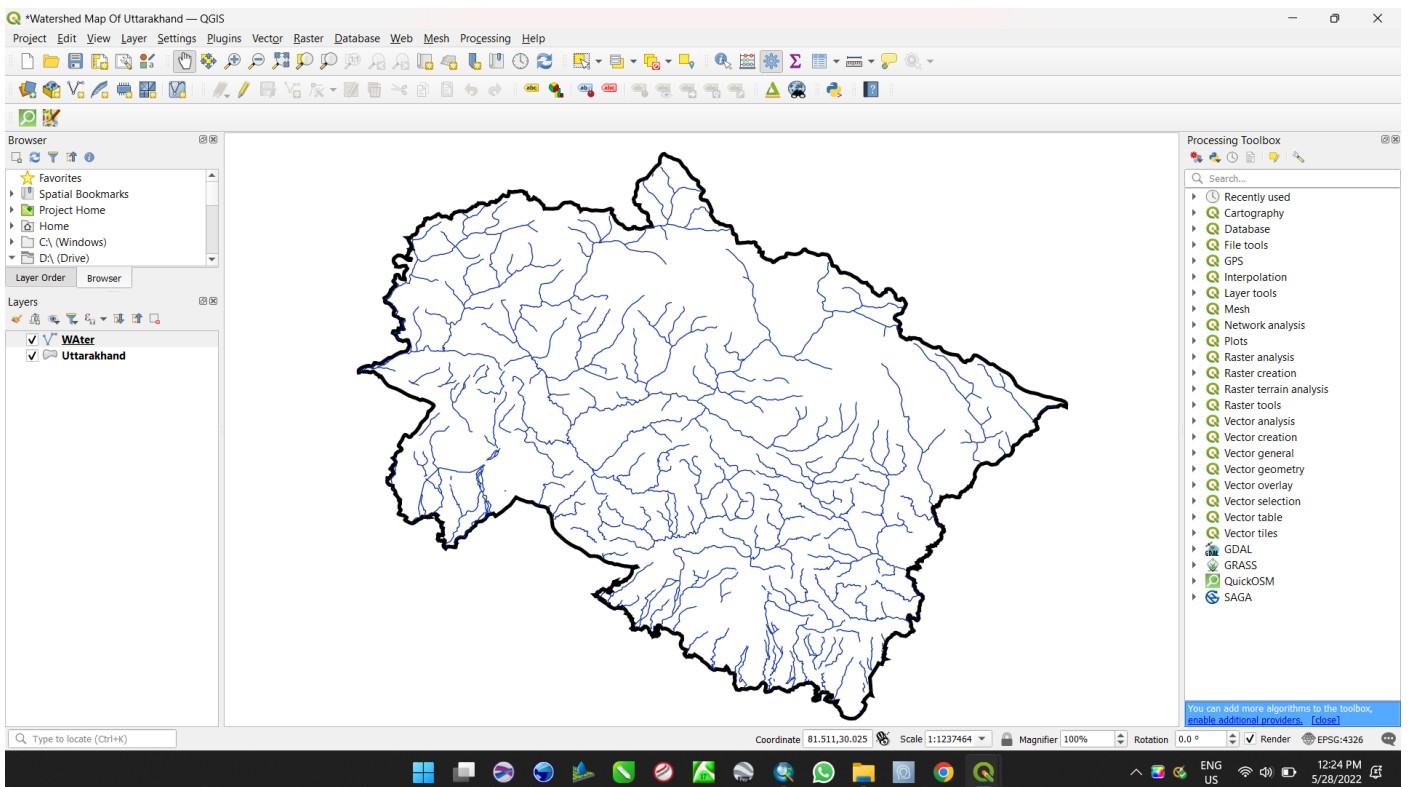 *Watershed Map Of Uttarakhand — QGIS
Project Edit View Layer Settings Plugins Vector Raster Database Web Mesh Processing Help
Browser
Favorites
Spatial Bookmarks
Project Home
Home
C:\ (Windows)
D:\ (Drive)
Layer Order Browser
Layers
WAter
Uttarakhand
Processing Toolbox
Search...
Recently used
Cartography
Database
File tools
GPS
Interpolation
Layer tools
Mesh
Network analysis
Plots
Raster analysis
Raster creation
Raster terrain analysis
Raster tools
Vector analysis
Vector creation
Vector general
Vector geometry
Vector overlay
Vector selection
Vector table
Vector tiles
GDAL
GRASS
QuickOSM
SAGA
You can add more algorithms to the toolbox,
enable additional providers. [close]
Type to locate (Ctrl+K) Coordinate 81.511,30.025 Scale 1:1237464 Magnifier 100% Rotation 0.0 ° Render EPSG:4326
ENG
US
12:24 PM
5/28/2022